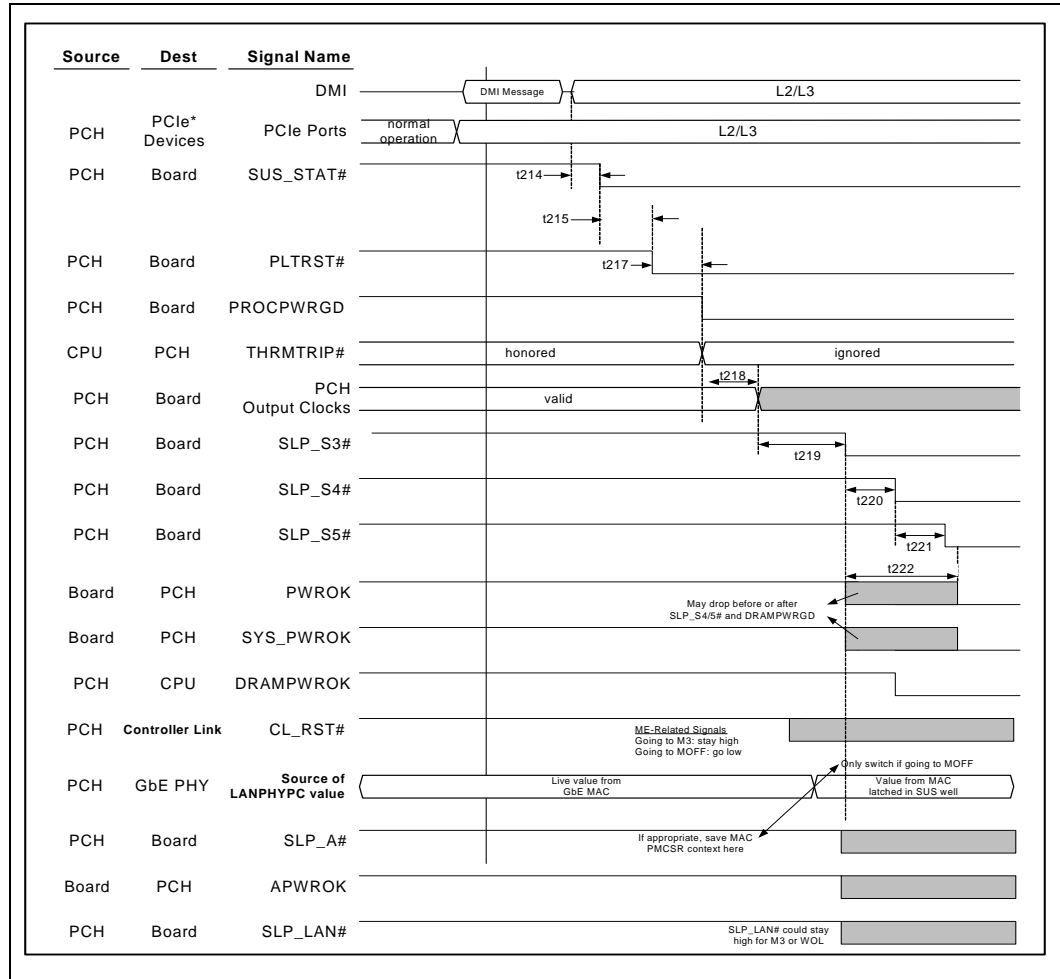 Source Dest Signal Name
DMI DMI Message L2/L3
PCH PCIe* Devices PCIe Ports normal operation L2/L3
PCH Board SUS_STAT# t214
t215
PCH Board PLTRST# t217
PCH Board PROCPWRGD
CPU PCH THRMTRIP# honored ignored
t218
PCH Board PCH Output Clocks valid
PCH Board SLP_S3#
t219
PCH Board SLP_S4#
t220
PCH Board SLP_S5#
t221
t222
Board PCH PWROK
May drop before or after
SLP_S4/5# and DRAMPWRGD
Board PCH SYS_PWROK
PCH CPU DRAMPWROK
PCH Controller Link CL_RST#
ME-Related Signals
Going to M3: stay high
Going to MOFF: go low
Only switch if going to MOFF
PCH GbE PHY Source of LANPHYPC value
Live value from
GbE MAC
Value from MAC
latched in SUS well
PCH Board SLP_A#
If appropriate, save MAC
PMCSR context here
Board PCH APWROK
PCH Board SLP_LAN#
SLP_LAN# could stay
high for M3 or WOL